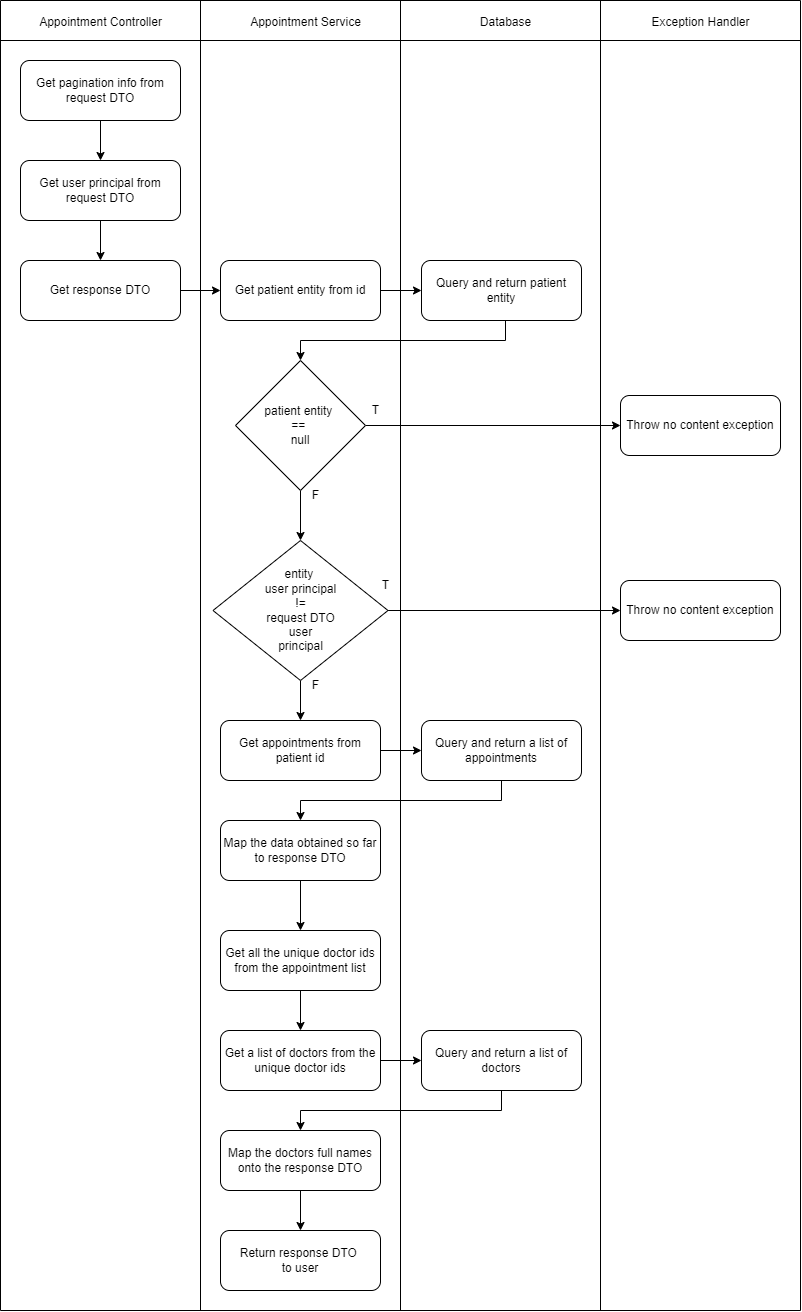 Appointment Controller
Appointment Service
Database
Exception Handler
Get pagination info from
request DTO
Get user principal from
request DTO
Get response DTO
Get patient entity from id
Query and return patient
entity
patient entity
==
null
T
Throw no content exception
F
entity
user principal
!=
request DTO
user
principal
T
Throw no content exception
F
Get appointments from
patient id
Query and return a list of
appointments
Map the data obtained so far
to response DTO
Get all the unique doctor ids
from the appointment list
Get a list of doctors from the
unique doctor ids
Query and return a list of
doctors
Map the doctors full names
onto the response DTO
Return response DTO
to user